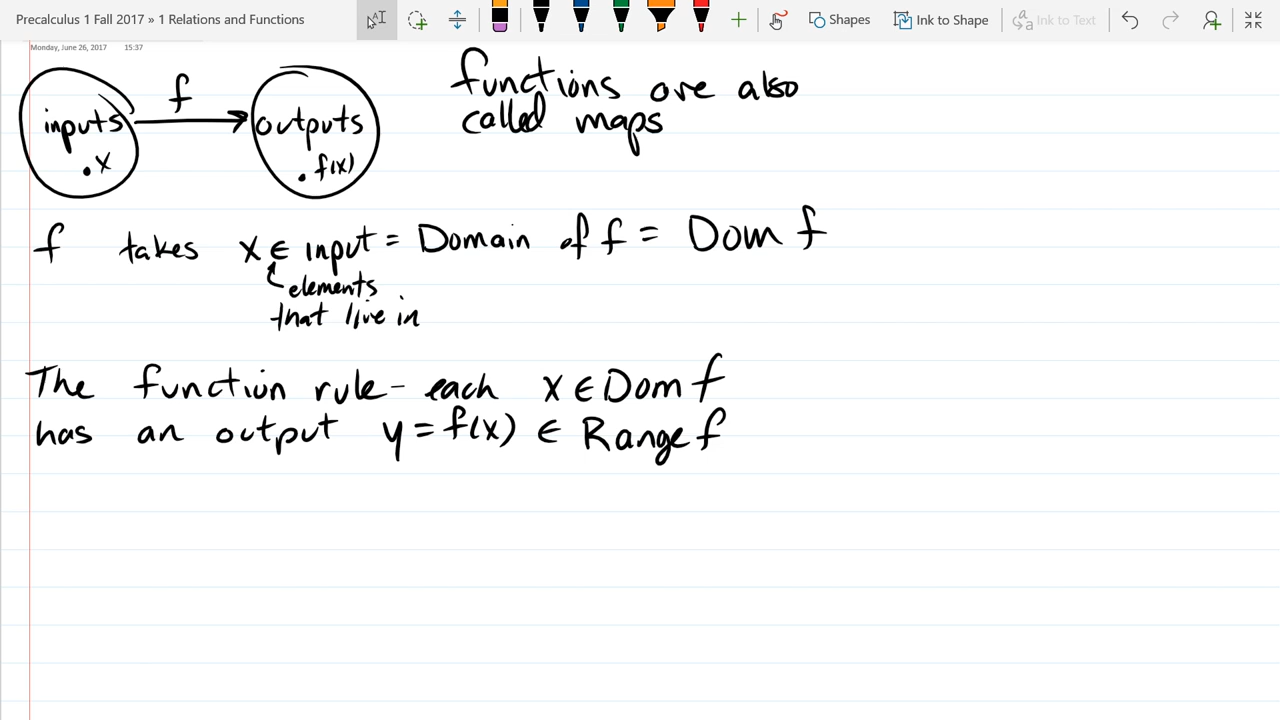 Precalculus 1 Fall 2017 » 1 Relations and Functions
Shapes
Ink to Shape
Ink to Text
Monday, June 26, 2017 15:37
inputs
f
outputs
.x
.f(x)
functions are also
called maps
f takes x ∈ input = Domain of f = Dom f
elements
that live in
The function rule - each x ∈ Dom f
has an output y = f(x) ∈ Range f